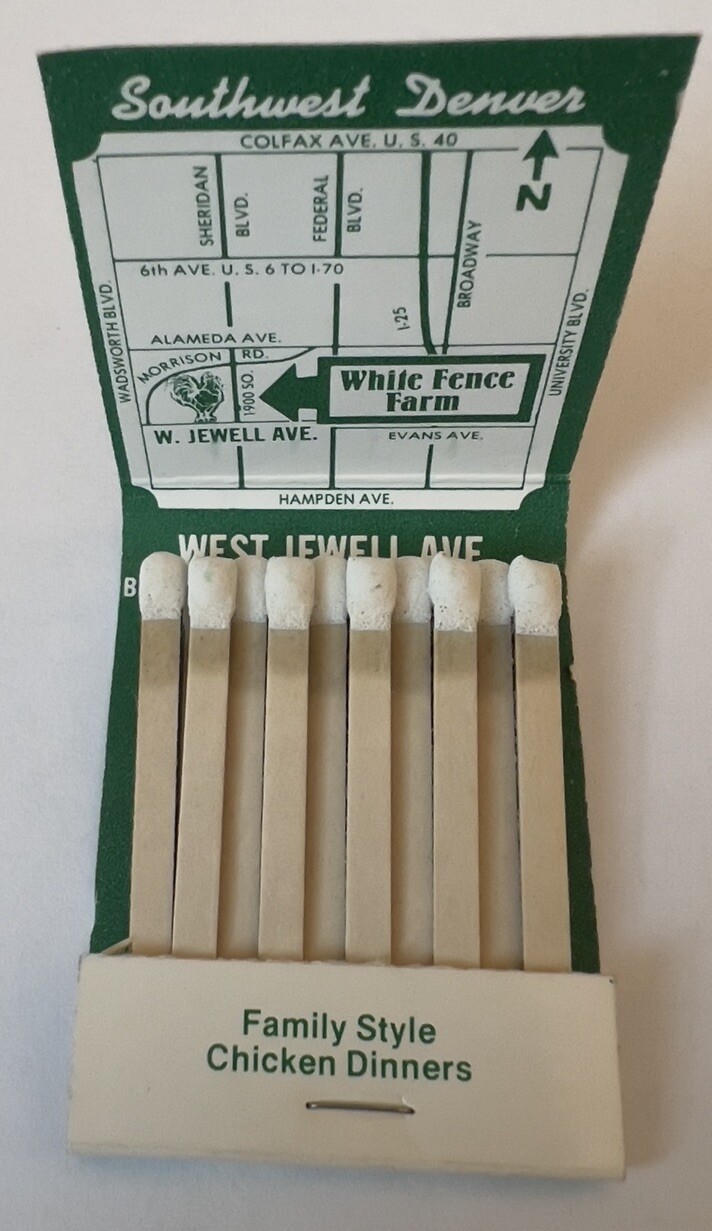 Southwest Denver
COLFAX AVE. U. S. 40
N
SHERIDAN
BLVD.
FEDERAL
BLVD.
BROADWAY
6th AVE. U. S. 6 TO I-70
WADSWORTH BLVD.
I-25
UNIVERSITY BLVD.
ALAMEDA AVE.
MORRISON RD.
1900 SO.
White Fence
Farm
W. JEWELL AVE.
EVANS AVE.
HAMPDEN AVE.
WEST JEWELL AVE
B
Family Style
Chicken Dinners